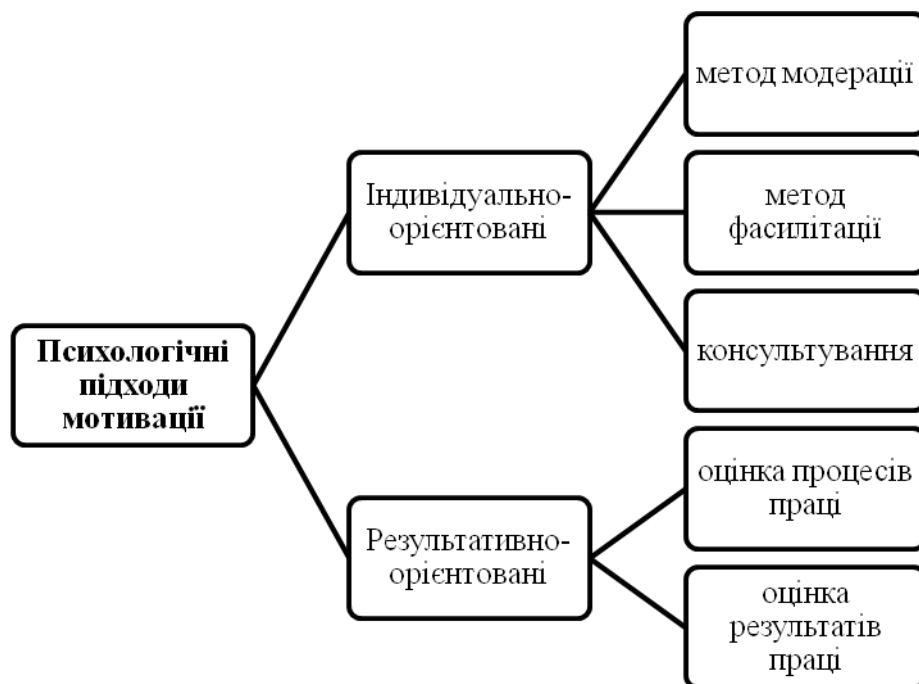 Психологічні
підходи
мотивації
Індивідуально-
орієнтовані
метод модерації
метод
фасилітації
консультування
Результативно-
орієнтовані
оцінка процесів
праці
оцінка
результатів
праці